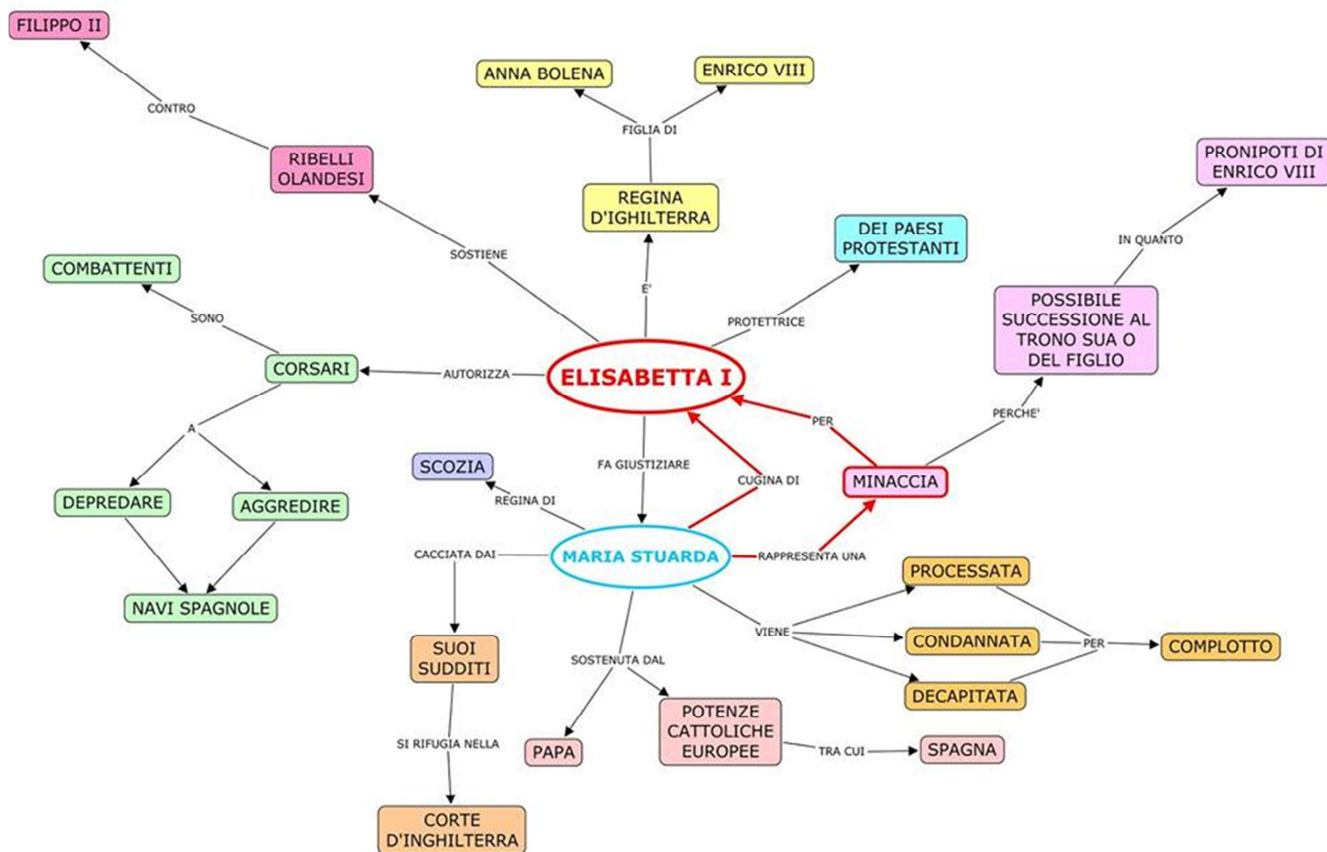 FILIPPO II
ANNA BOLENA
ENRICO VIII
CONTRO
FIGLIA DI
RIBELLI
OLANDESI
PRONIPOTI DI
ENRICO VIII
REGINA
D'IGHILTERRA
DEI PAESI
PROTESTANTI
IN QUANTO
SOSTIENE
COMBATTENTI
E'
POSSIBILE
SUCCESSIONE AL
TRONO SUA O
DEL FIGLIO
SONO
PROTETTRICE
CORSARI
AUTORIZZA
ELISABETTA I
PERCHE'
PER
A
FA GIUSTIZIARE
SCOZIA
CUGINA DI
MINACCIA
DEPREDARE
AGGREDIRE
REGINA DI
CACCIATA DAI
MARIA STUARDA
RAPPRESENTA UNA
PROCESSATA
NAVI SPAGNOLE
VIENE
CONDANNATA
PER
COMPLOTTO
SUOI
SUDDITI
SOSTENUTA DAL
DECAPITATA
POTENZE
CATTOLICHE
EUROPEE
SI RIFUGIA NELLA
PAPA
TRA CUI
SPAGNA
CORTE
D'INGHILTERRA